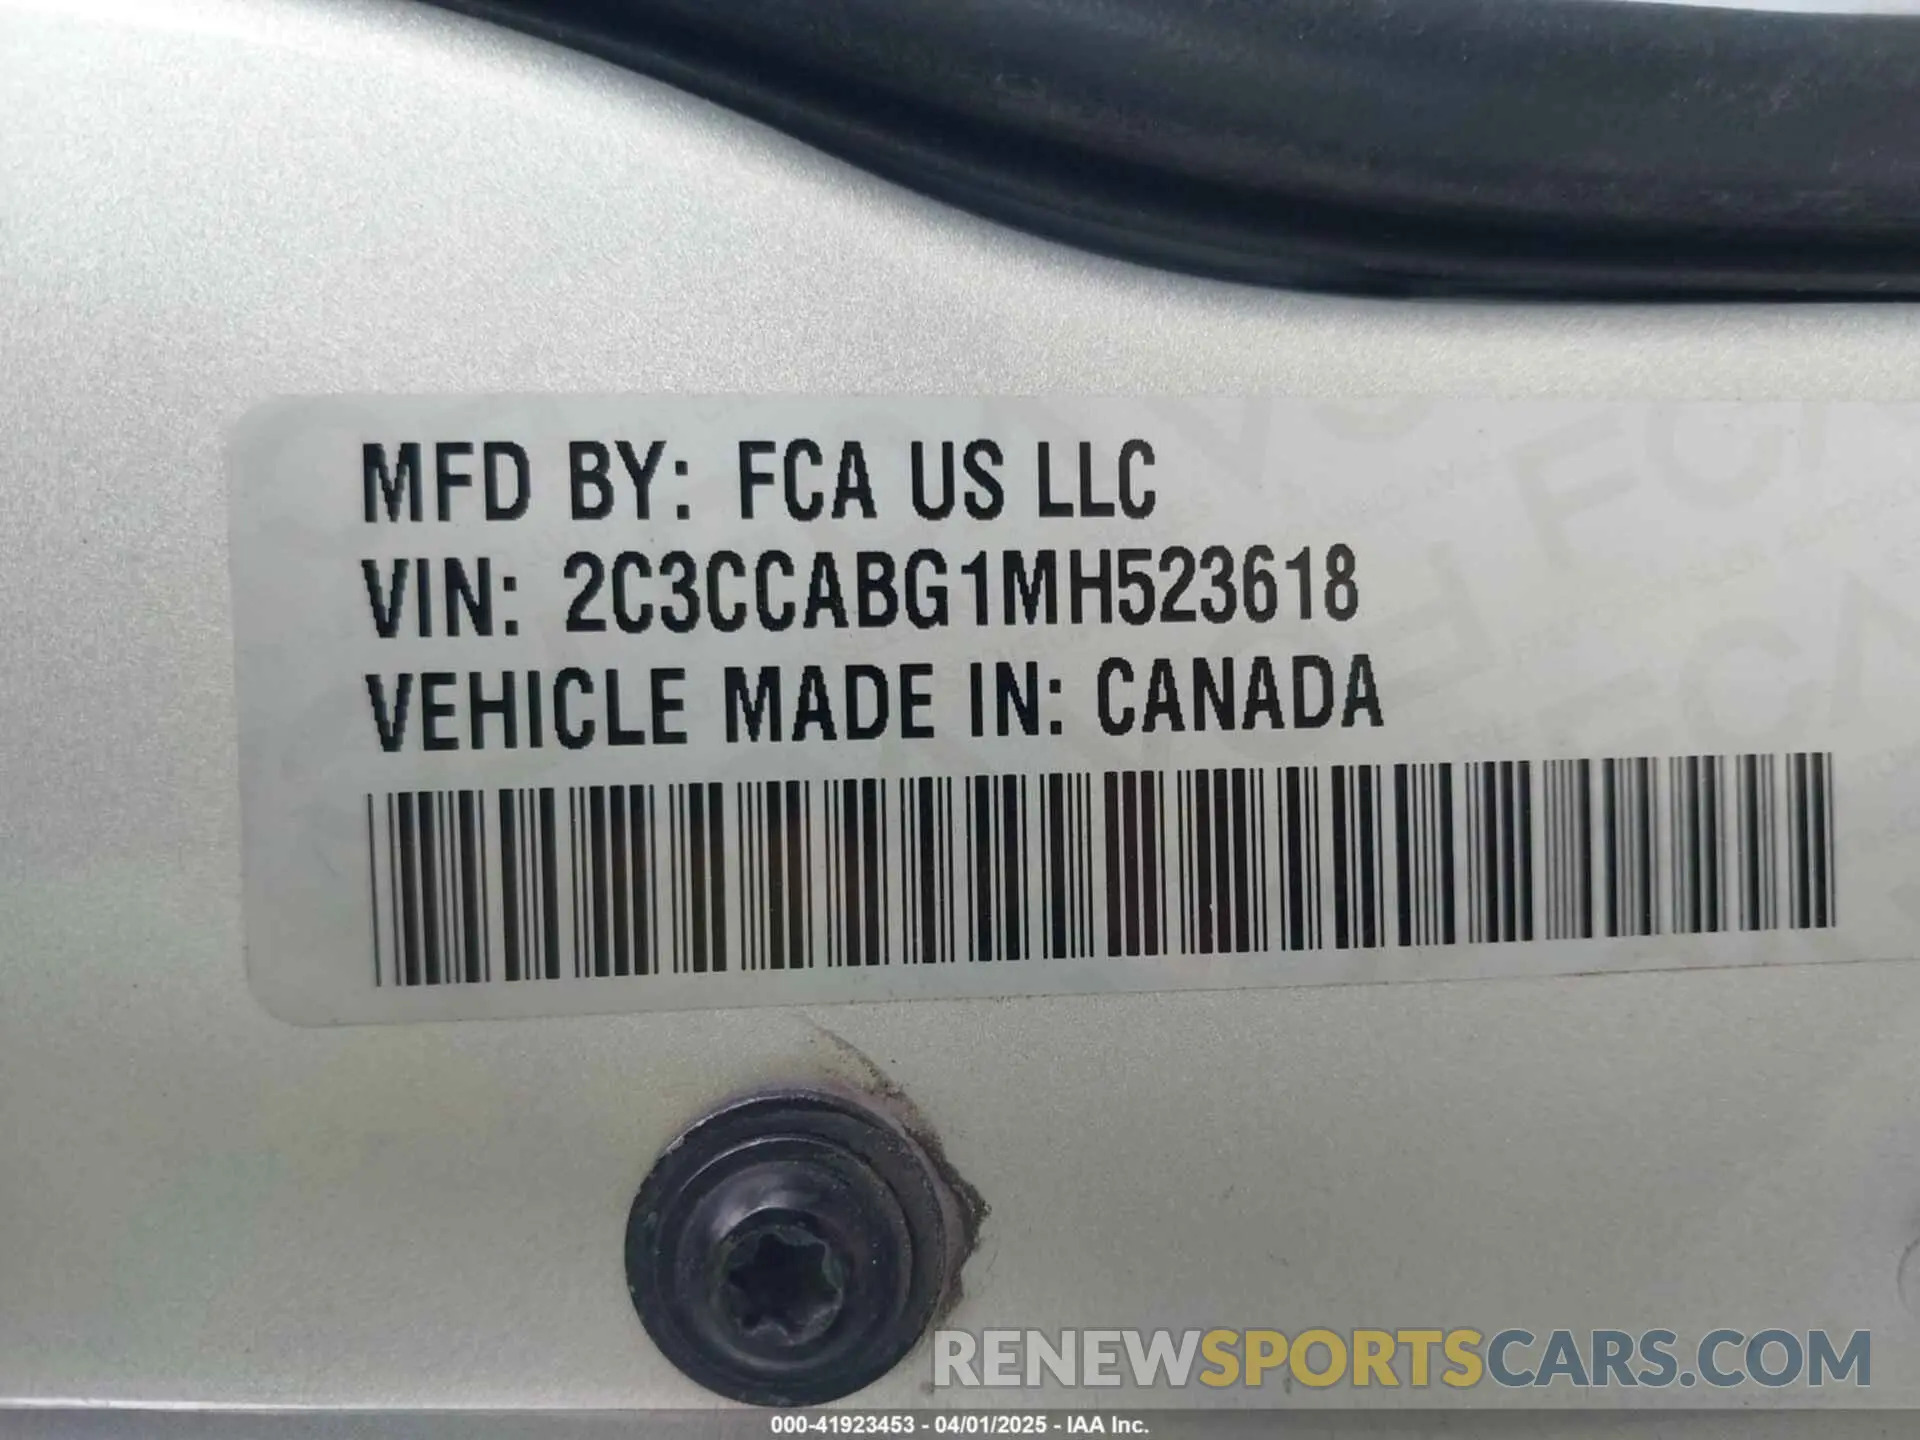 MFD BY: FCA US LLC
VIN: 2C3CCABG1MH523618
VEHICLE MADE IN: CANADA
RENEWSPORTSCARS.COM
000-41923453 - 04/01/2025 - IAA Inc.